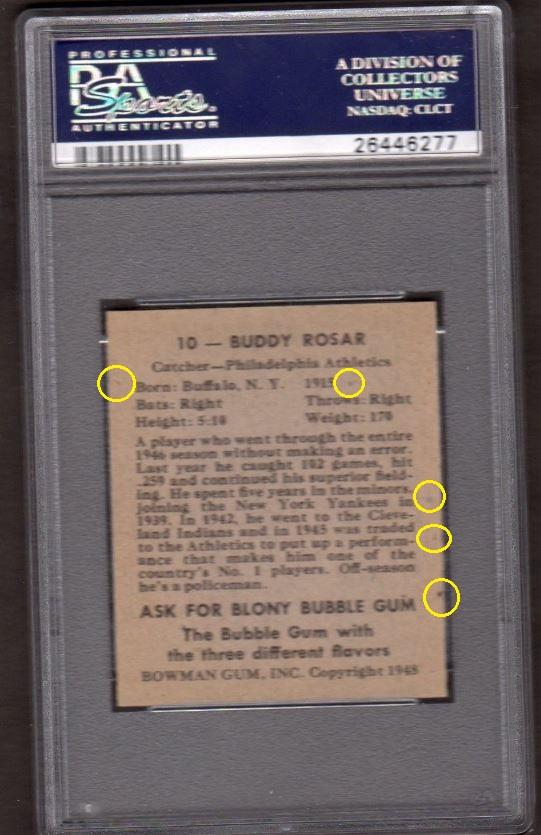 PROFESSIONAL
PSA
Sports
AUTHENTICATOR
A DIVISION OF
COLLECTORS
UNIVERSE
NASDAQ: CLCT
26446277
10 — BUDDY ROSAR
Catcher—Philadelphia Athletics
Born: Buffalo, N. Y.
Bats: Right Throws: Right
Height: 5:10 Weight: 170
A player who went through the entire
1946 season without making an error.
Last year he caught 102 games, hit
.259 and continued his superior field-
ing. He spent five years in the minors,
joining the New York Yankees in
1939. In 1942, he went to the Cleve-
land Indians and in 1945 was traded
to the Athletics to put up a perform-
ance that makes him one of the
country's No. 1 players. Off-season
he's a policeman.
ASK FOR BLONY BUBBLE GUM
The Bubble Gum with
the three different flavors
BOWMAN GUM, INC. Copyright 1948